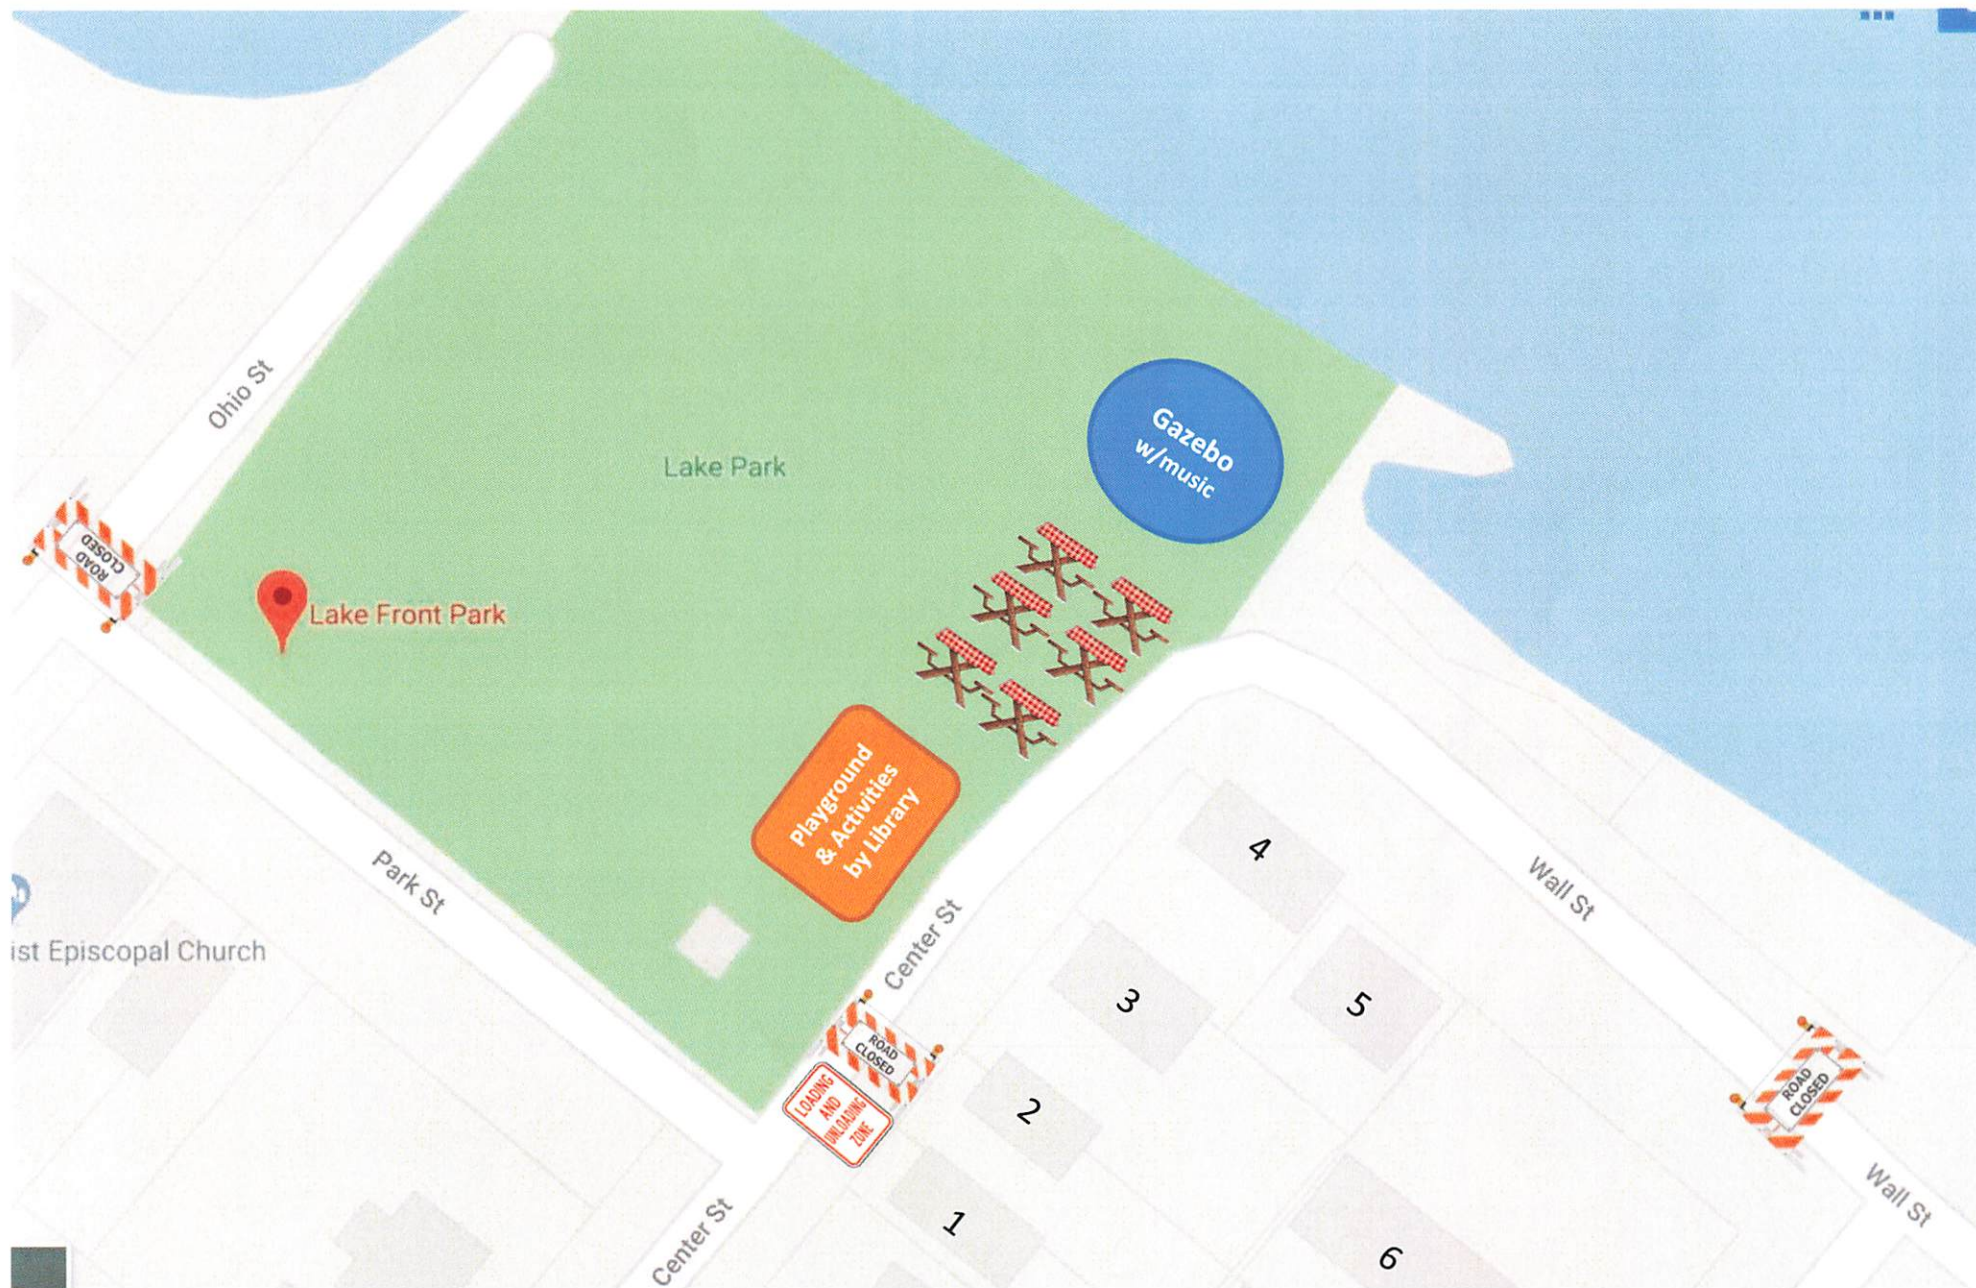 Ohio St
Lake Park
Gazebo
w/music
ROAD
CLOSED
Lake Front Park
Playground
& Activities
by Library
Park St
ist Episcopal Church
Center St
4
Wall St
3
5
ROAD
CLOSED
LOADING
AND
UNLOADING
ZONE
2
ROAD
CLOSED
1
Center St
6
Wall St